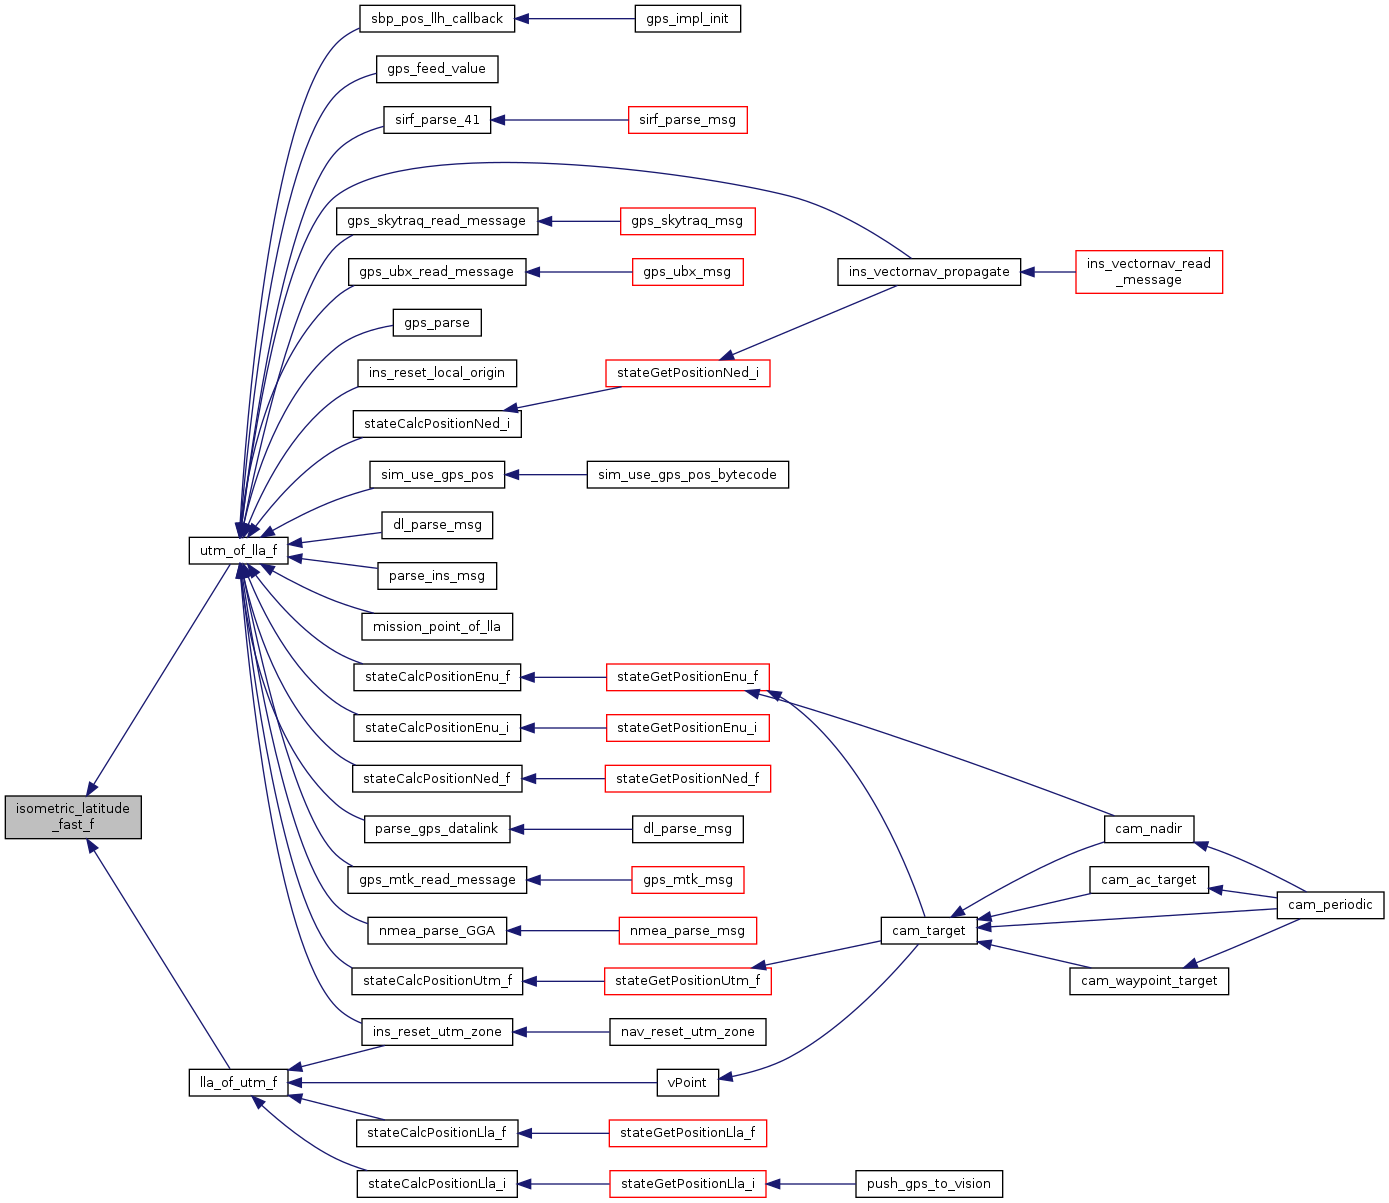 sbp_pos_llh_callback
gps_impl_init
gps_feed_value
sirf_parse_41
sirf_parse_msg
gps_skytraq_read_message
gps_skytraq_msg
gps_ubx_read_message
gps_ubx_msg
ins_vectornav_propagate
ins_vectornav_read
_message
gps_parse
ins_reset_local_origin
stateGetPositionNed_i
stateCalcPositionNed_i
sim_use_gps_pos
sim_use_gps_pos_bytecode
dl_parse_msg
utm_of_lla_f
parse_ins_msg
mission_point_of_lla
stateCalcPositionEnu_f
stateGetPositionEnu_f
stateCalcPositionEnu_i
stateGetPositionEnu_i
stateCalcPositionNed_f
stateGetPositionNed_f
isometric_latitude
_fast_f
parse_gps_datalink
dl_parse_msg
cam_nadir
gps_mtk_read_message
gps_mtk_msg
cam_ac_target
cam_periodic
nmea_parse_GGA
nmea_parse_msg
cam_target
stateCalcPositionUtm_f
stateGetPositionUtm_f
cam_waypoint_target
ins_reset_utm_zone
nav_reset_utm_zone
lla_of_utm_f
vPoint
stateCalcPositionLla_f
stateGetPositionLla_f
stateCalcPositionLla_i
stateGetPositionLla_i
push_gps_to_vision